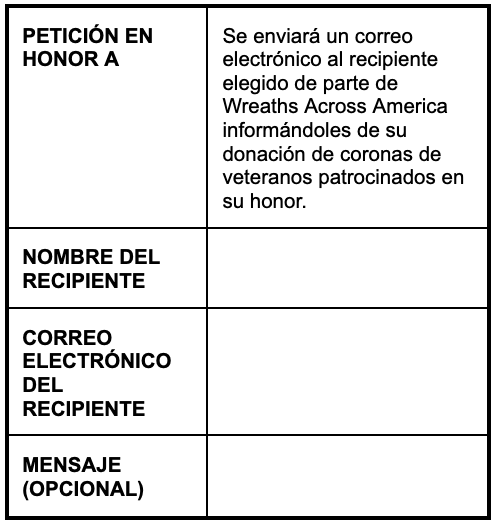 PETICIÓN EN
HONOR A
Se enviará un correo
electrónico al recipiente
elegido de parte de
Wreaths Across America
informándoles de su
donación de coronas de
veteranos patrocinados en
su honor.
NOMBRE DEL
RECIPIENTE
CORREO
ELECTRÓNICO
DEL
RECIPIENTE
MENSAJE
(OPCIONAL)